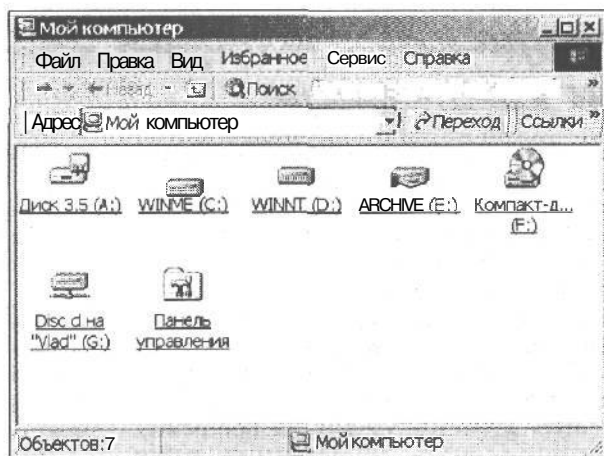 Мой компьютер
Файл Правка Вид Избранное Сервис Справка
Назад Поиск »
Адрес Мой компьютер Переход Ссылки »
Диск 3.5 (A:) WINME (C:) WINNT (D:) ARCHIVE (E:) Компакт-д... (F:)
Disc d на "Vlad" (G:) Панель управления
Объектов:7 Мой компьютер